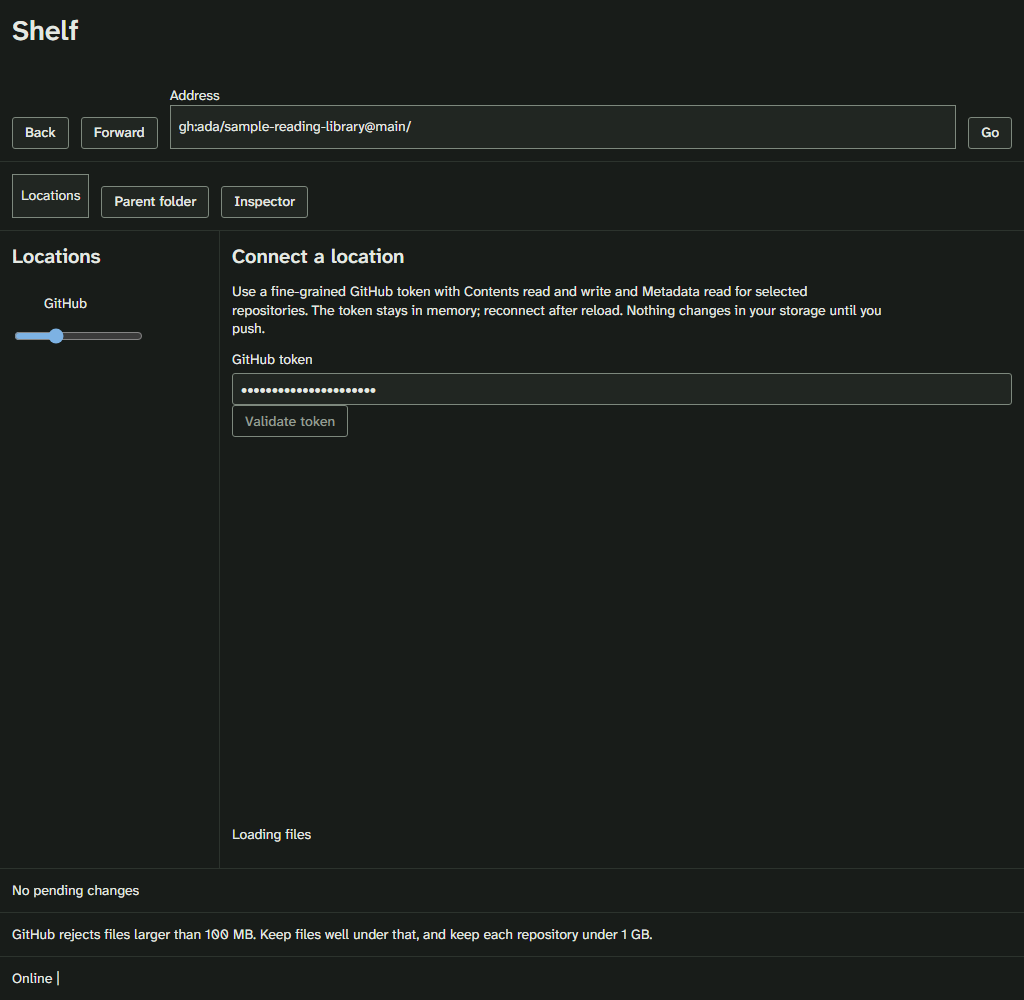 Shelf
Address
Back
Forward
gh:ada/sample-reading-library@main/
Go
Locations
Parent folder
Inspector
Locations
GitHub
Connect a location
Use a fine-grained GitHub token with Contents read and write and Metadata read for selected
repositories. The token stays in memory; reconnect after reload. Nothing changes in your storage until you
push.
GitHub token
••••••••••••••••••••••
Validate token
Loading files
No pending changes
GitHub rejects files larger than 100 MB. Keep files well under that, and keep each repository under 1 GB.
Online |